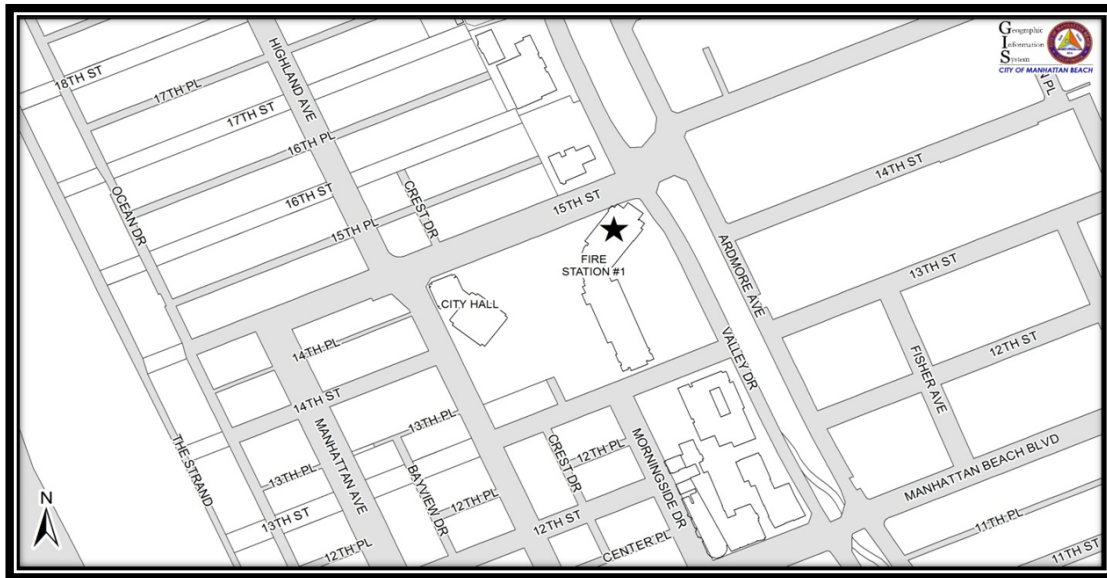 Geographic
Information
System
CITY OF MANHATTAN BEACH
18TH ST
17TH PL
HIGHLAND AVE
17TH ST
16TH PL
OCEAN DR
16TH ST
CREST DR
15TH ST
15TH PL
14TH ST
N PL
ARDMORE AVE
13TH ST
FIRE
STATION #1
CITY HALL
14TH PL
VALLEY DR
FISHER AVE
12TH ST
14TH ST
MANHATTAN AVE
13TH PL
THE STRAND
13TH PL
BAYVIEW DR
CREST DR
12TH PL
MORNINGSIDE DR
MANHATTAN BEACH BLVD
12TH PL
13TH ST
12TH ST
12TH PL
CENTER PL
11TH PL
11TH ST
N